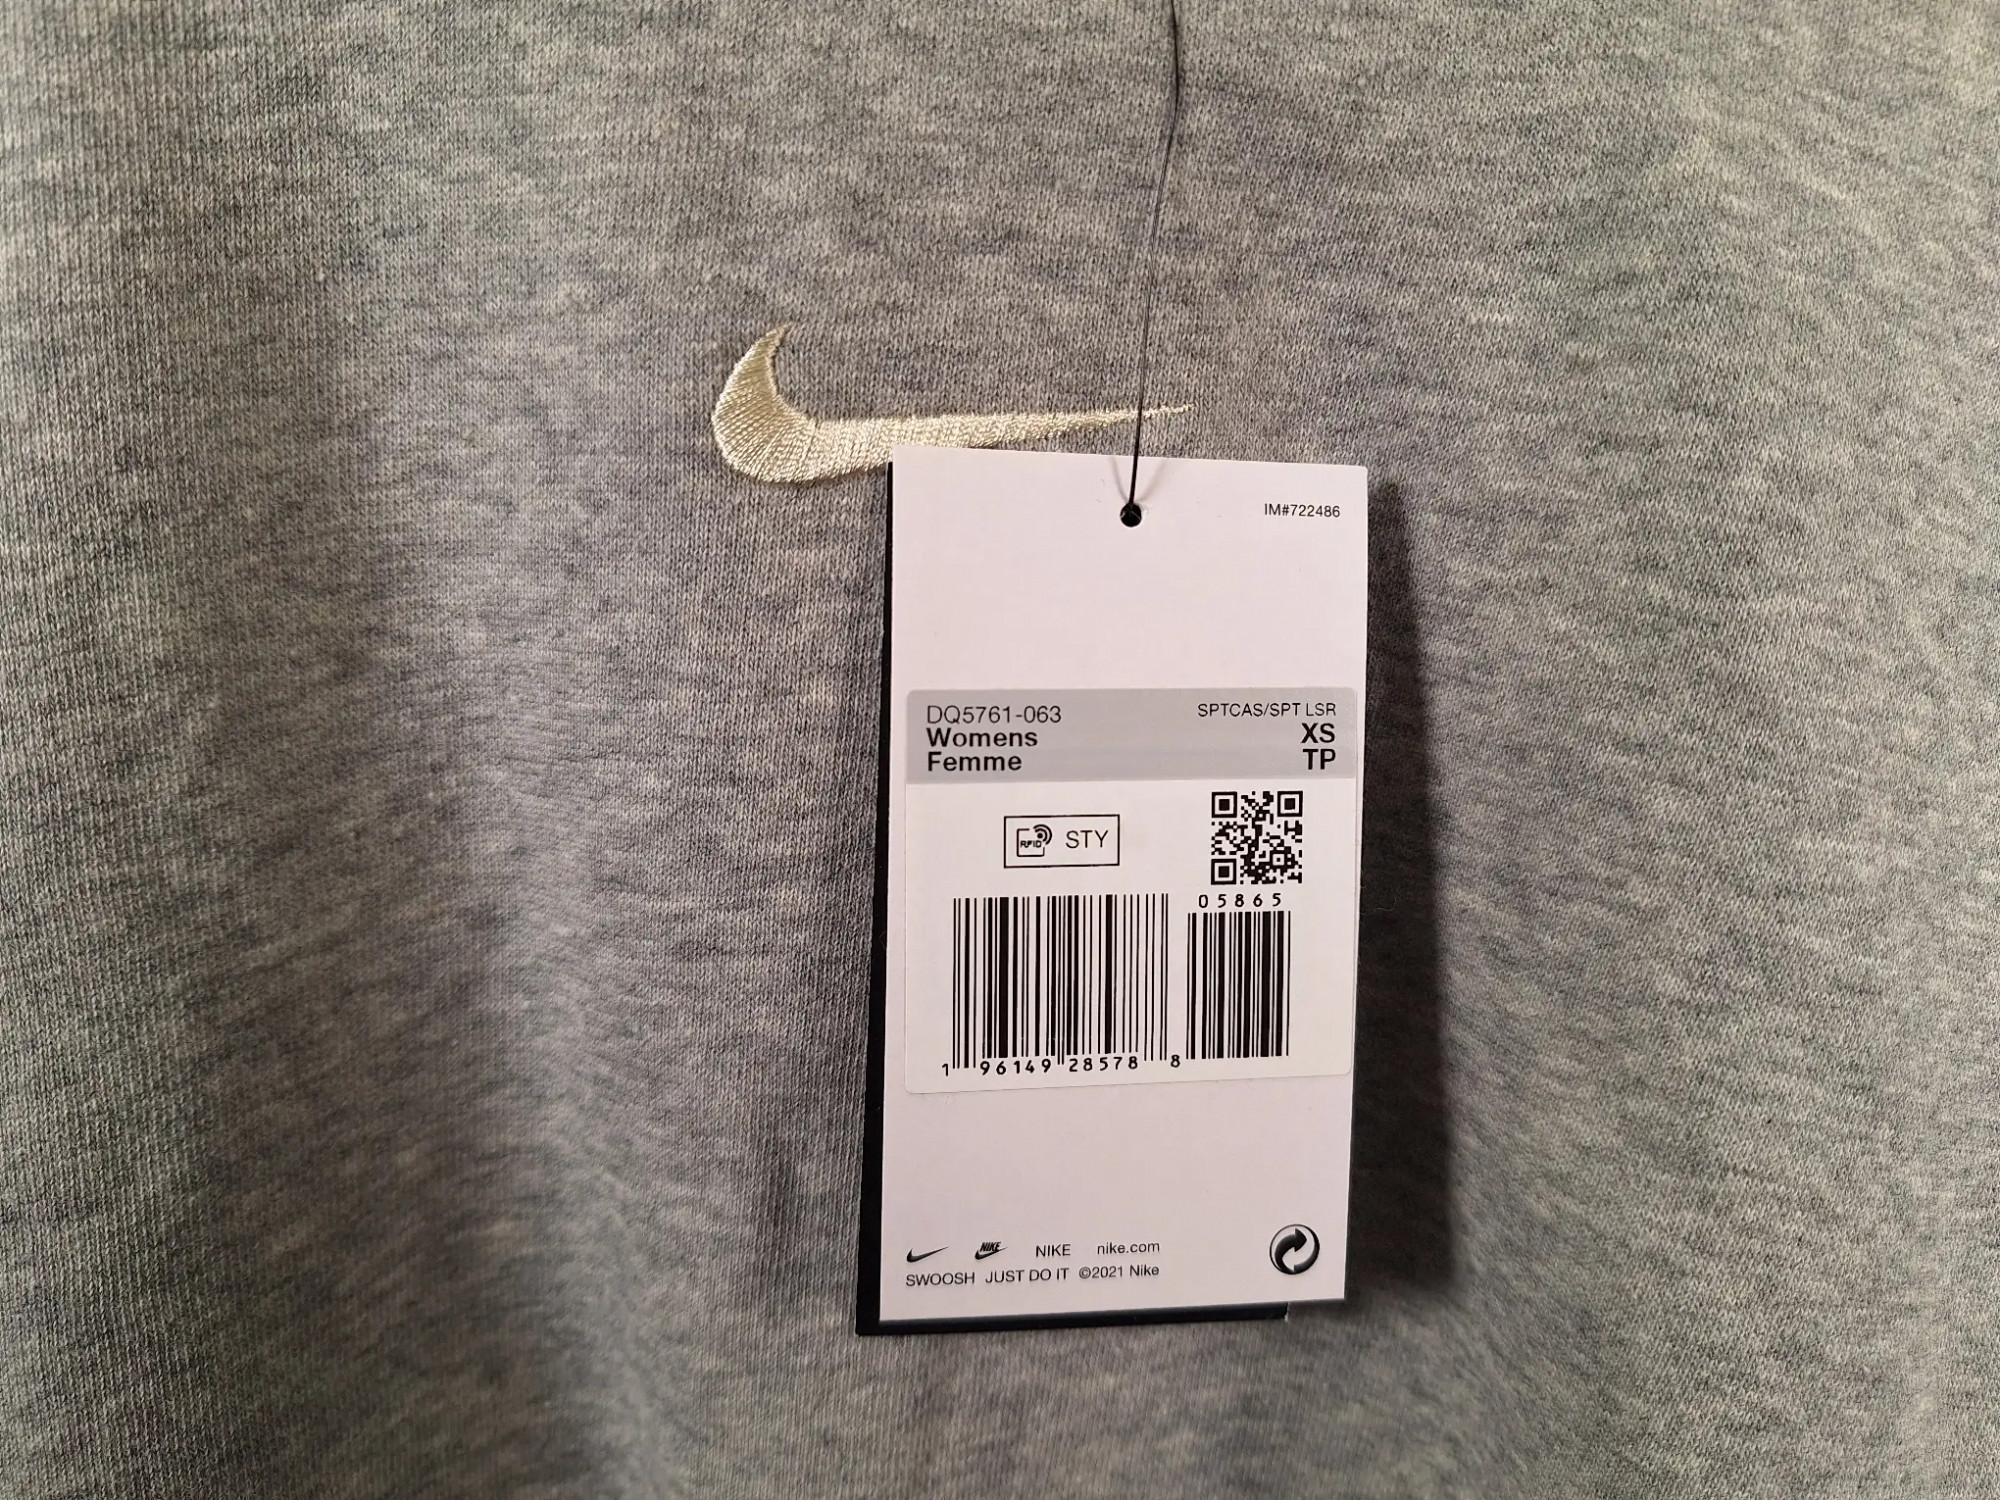 IM#722486
DQ5761-063 SPTCAS/SPT LSR
Womens XS
Femme TP
RFID STY
05865
1 96149 28578 8
NIKE NIKE nike.com
SWOOSH JUST DO IT ©2021 Nike